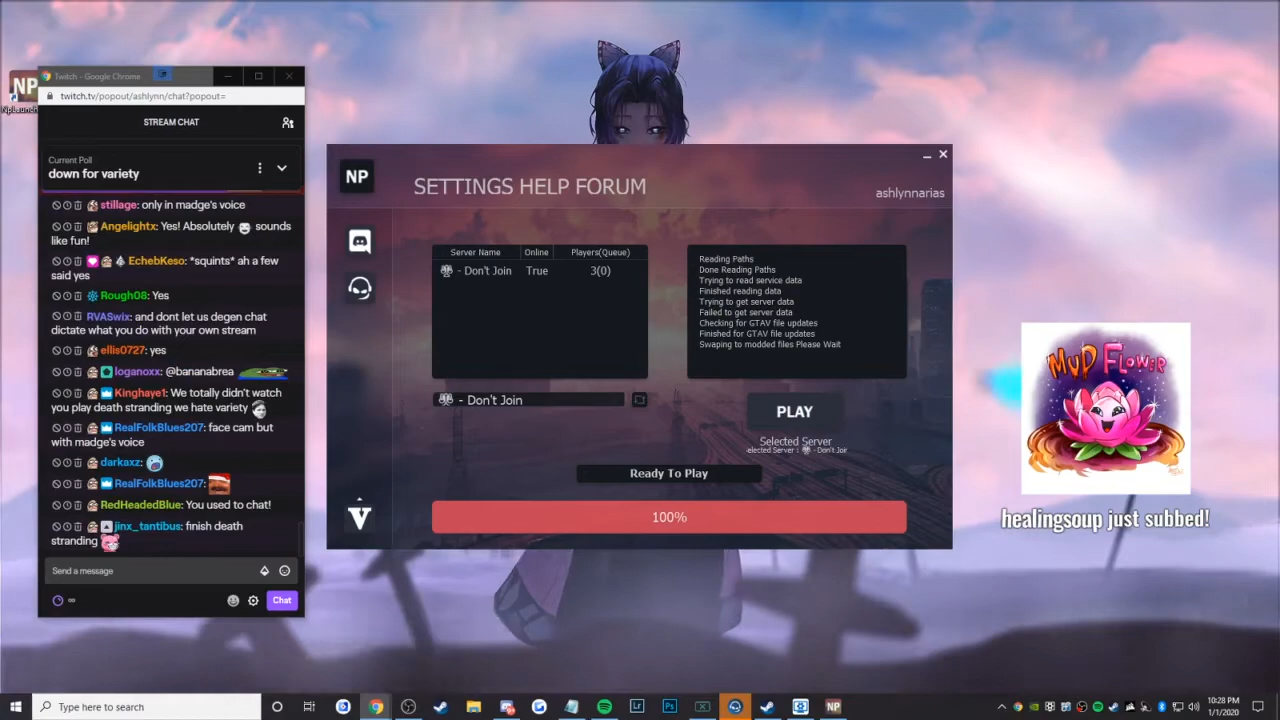 NP
Twitch - Google Chrome
twitch.tv/popout/ashlynn/chat?popout=
STREAM CHAT
Current Poll
down for variety
stillage: only in madge's voice
Angelightx: Yes! Absolutely sounds
like fun!
EchebKeso: *squints* ah a few
said yes
Rough08: Yes
RVASwix: and dont let us degen chat
dictate what you do with your own stream
ellis0727: yes
loganoxx: @bananabrea
Kinghaye1: We totally didn't watch
you play death stranding we hate variety
RealFolkBlues207: face cam but
with madge's voice
darkaxz:
RealFolkBlues207:
RedHeadedBlue: You used to chat!
jinx_tantibus: finish death
stranding
Send a message
Chat
NP
SETTINGS HELP FORUM
ashlynnarias
Server Name Online Players(Queue)
- Don't Join True 3(0)
Reading Paths
Done Reading Paths
Trying to read service data
Finished reading data
Trying to get server data
Failed to get server data
Checking for GTAV file updates
Finished for GTAV file updates
Swaping to modded files Please Wait
- Don't Join
PLAY
Selected Server
elected Server : - Don't Joir
Ready To Play
100%
V
MUD FLOWER
healingsoup just subbed!
Type here to search
Lr
Ps
NP
10:28 PM
1/1/2020